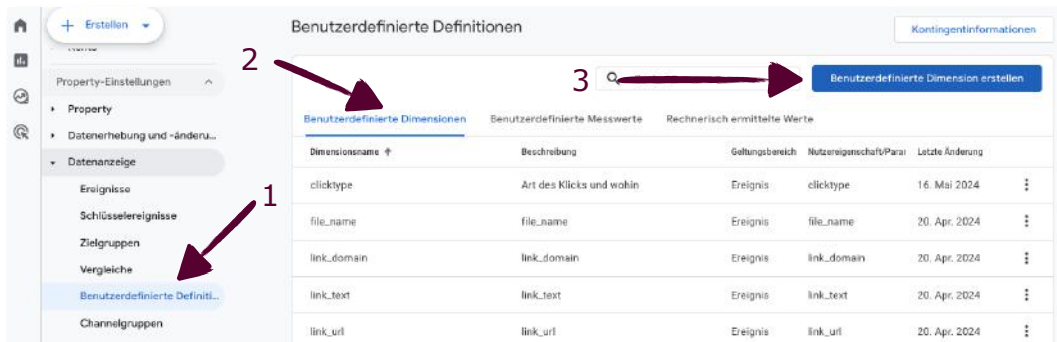 Erstellen
Benutzerdefinierte Definitionen
Kontingentinformationen
Property-Einstellungen
2
3
Benutzerdefinierte Dimension erstellen
Property
Datenerhebung und -änderu...
Datenanzeige
Ereignisse
Schlüsselereignisse
Zielgruppen
Vergleiche
Benutzerdefinierte Definiti...
Channelgruppen
1
Benutzerdefinierte Dimensionen Benutzerdefinierte Messwerte Rechnerisch ermittelte Werte
Dimensionsname Beschreibung Geltungsbereich Nutzereigenschaft/Parar Letzte Änderung
clicktype Art des Klicks und wohin Ereignis clicktype 16. Mai 2024
file_name file_name Ereignis file_name 20. Apr. 2024
link_domain link_domain Ereignis link_domain 20. Apr. 2024
link_text link_text Ereignis link_text 20. Apr. 2024
link_url link_url Ereignis link_url 20. Apr. 2024